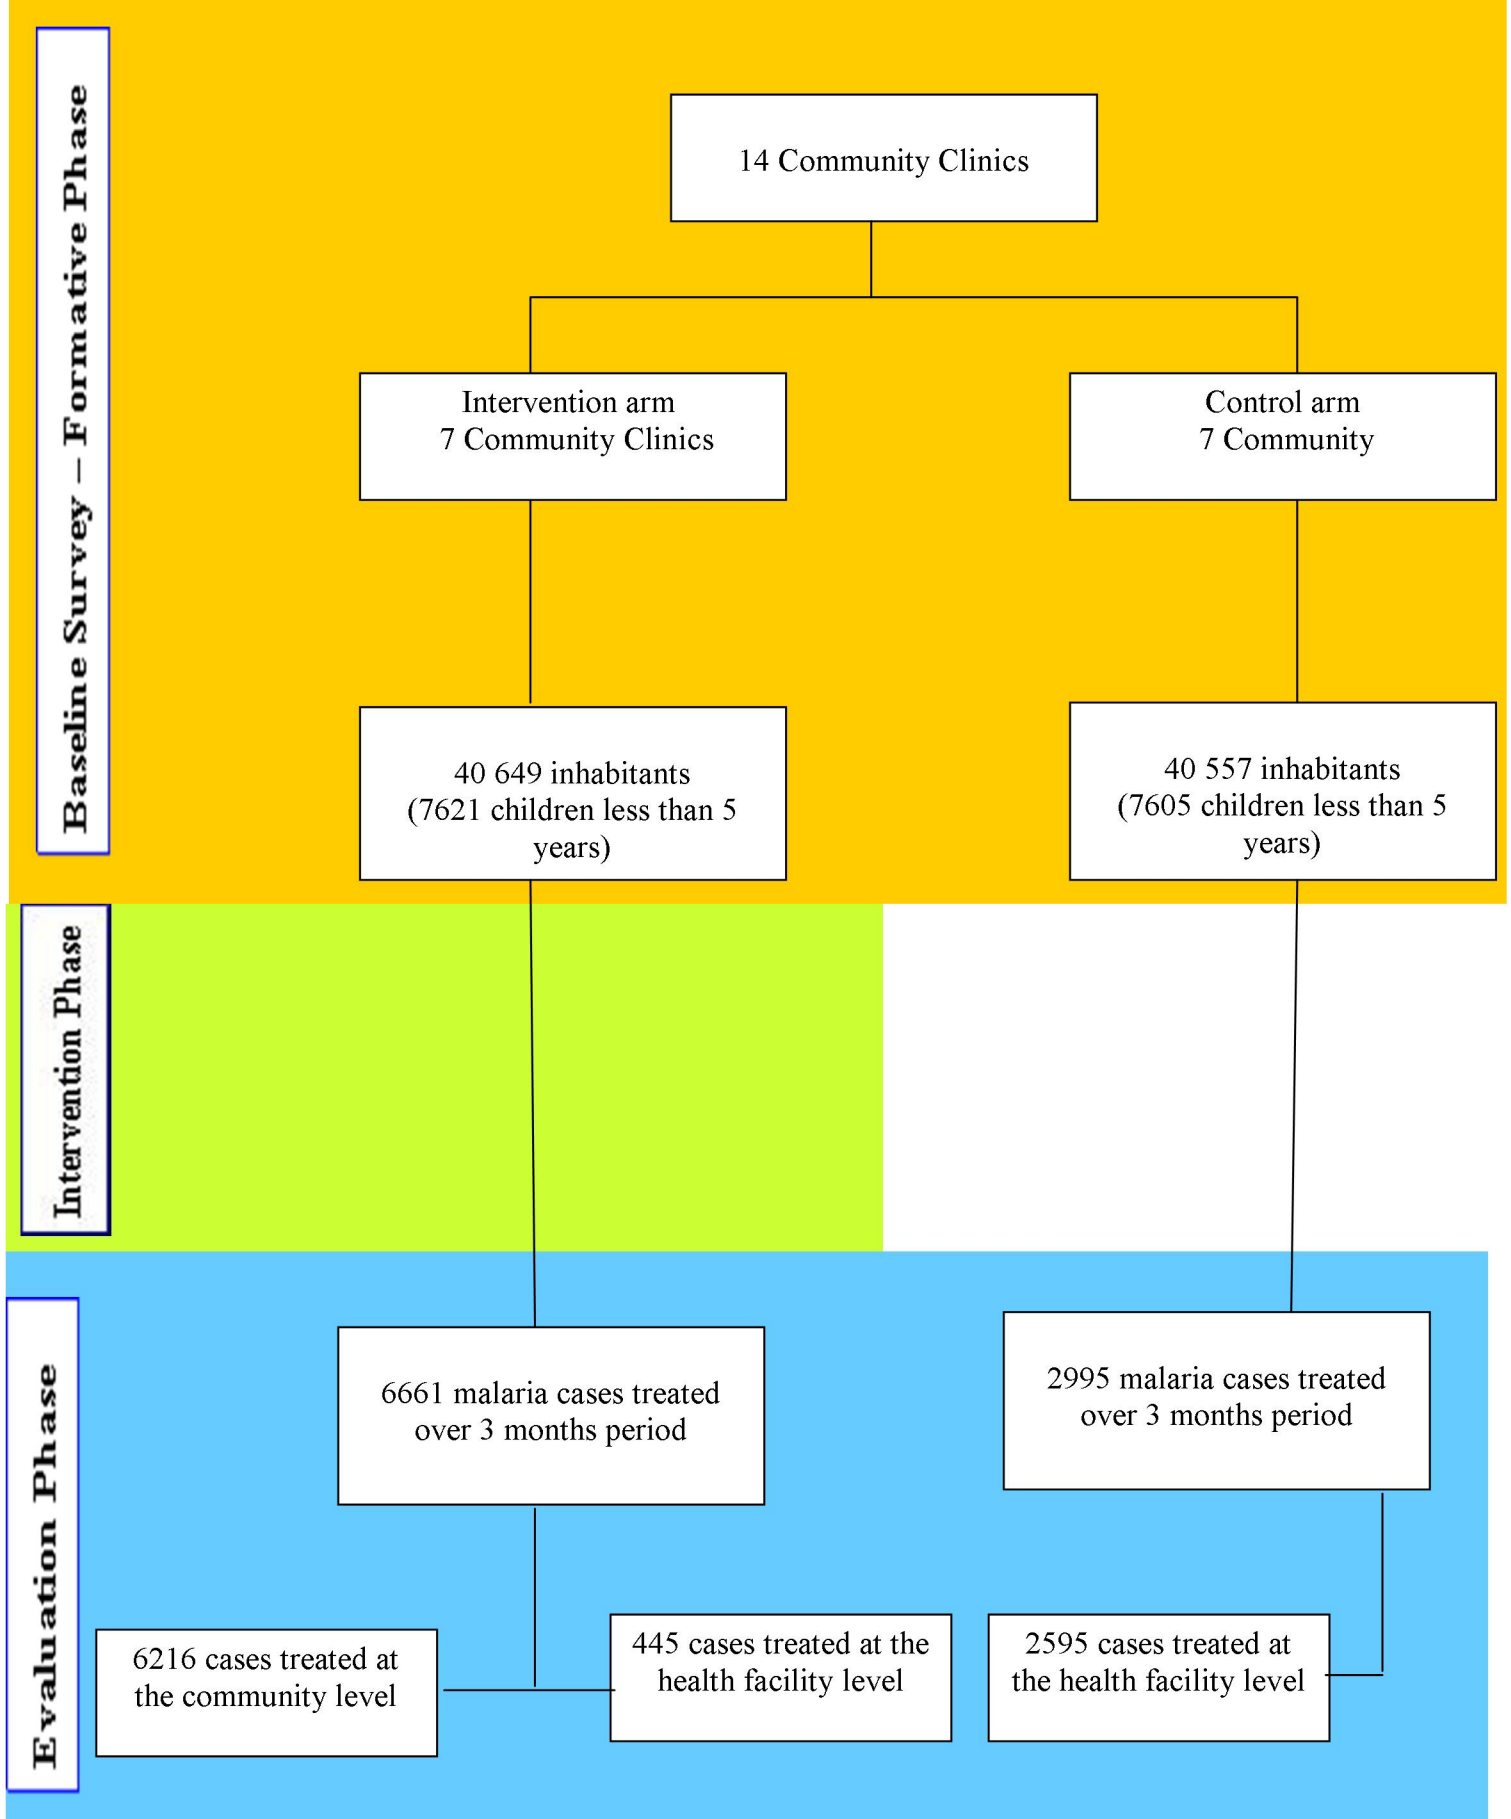 Baseline Survey – Formative Phase
14 Community Clinics
Intervention arm
7 Community Clinics
Control arm
7 Community
40 649 inhabitants
(7621 children less than 5
years)
40 557 inhabitants
(7605 children less than 5
years)
Intervention Phase
Evaluation Phase
6661 malaria cases treated
over 3 months period
2995 malaria cases treated
over 3 months period
6216 cases treated at
the community level
445 cases treated at the
health facility level
2595 cases treated at
the health facility level